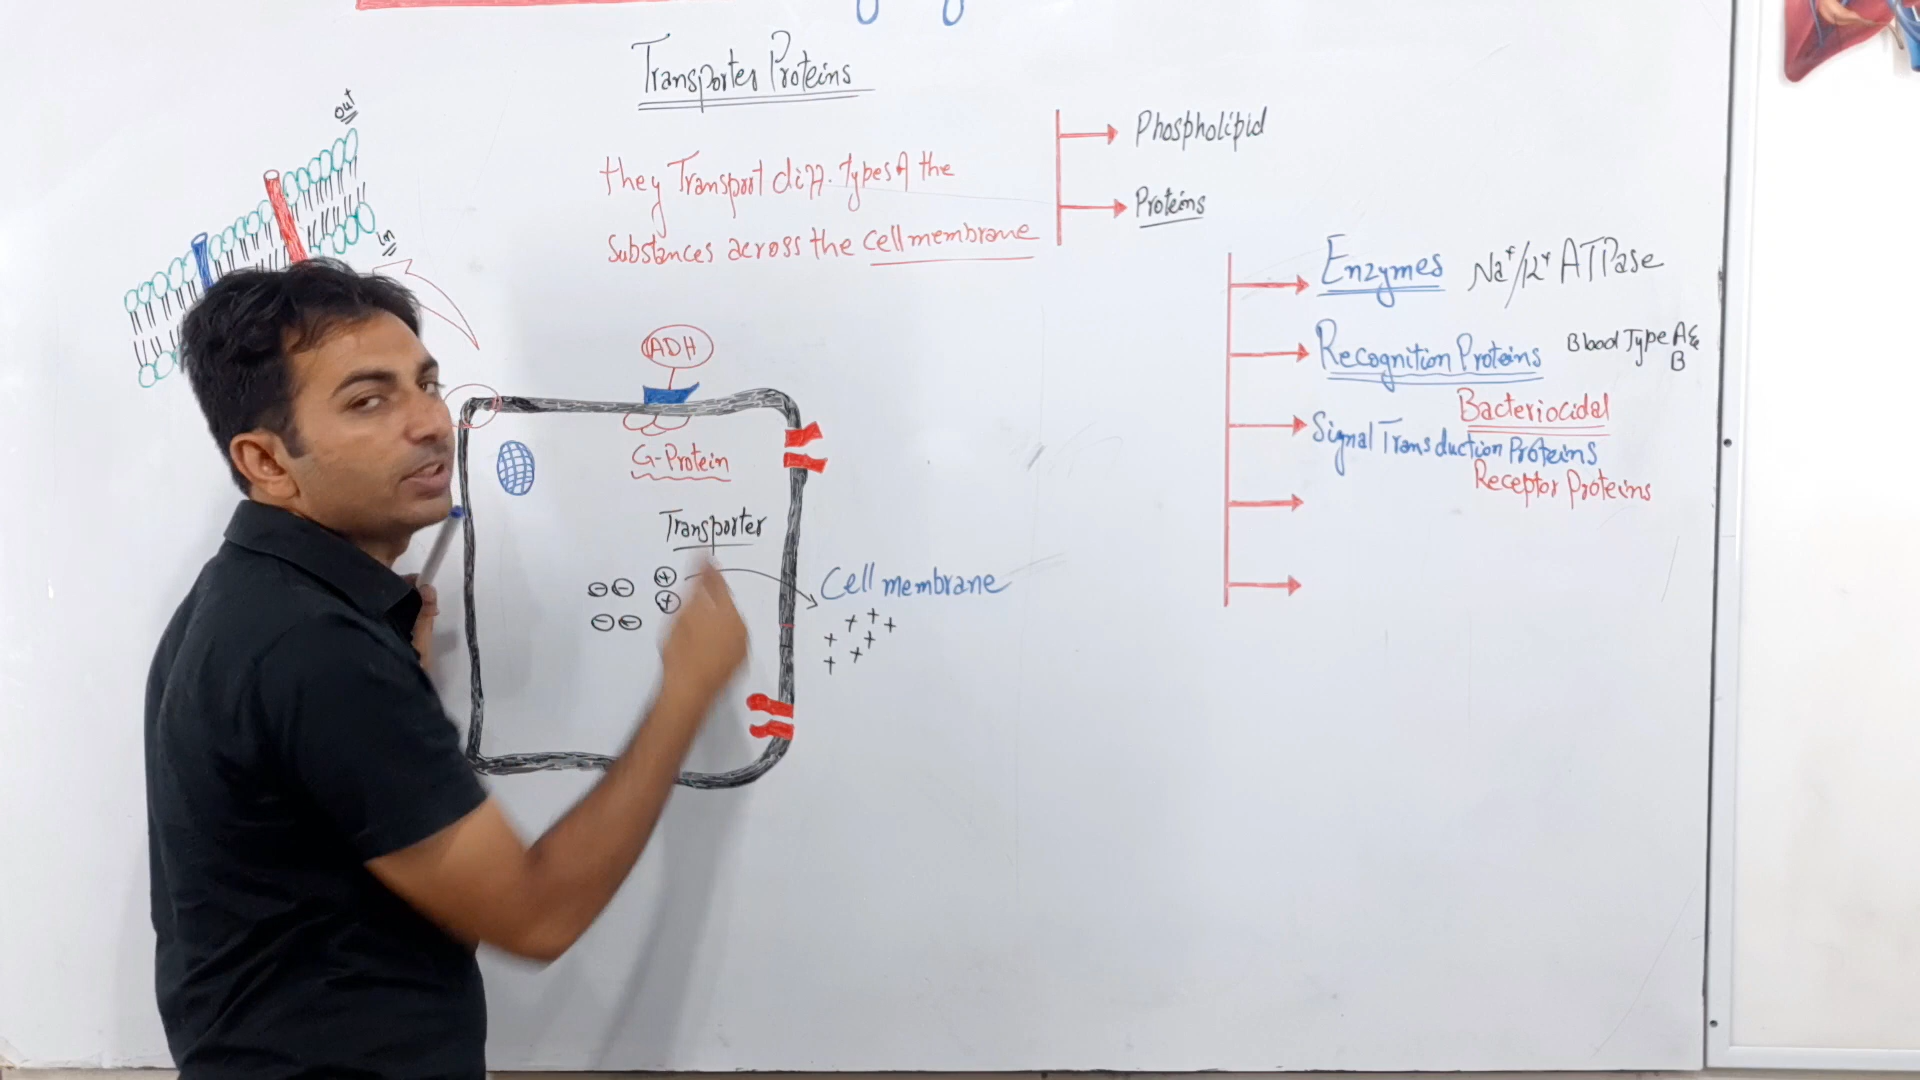 Transporter Proteins
they Transport diff. types of the
Substances across the Cell membrane
Phospholipid
Proteins
Enzymes Na+/K+ ATPase
Recognition Proteins Blood Type A &
B
Bacteriocidal
Signal Transduction Proteins
Receptor Proteins
out
in
ADH
G-Protein
Transporter
Cell membrane
− − +
+
− −
+ + +
+ +
+ +